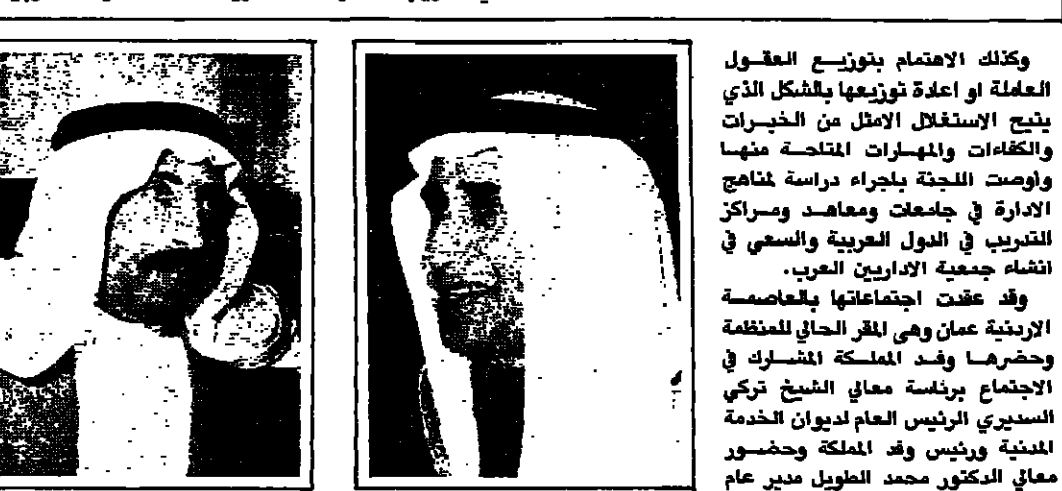 وكذلك الاهتمام بتوزيع العقول
العاملة او اعادة توزيعها بالشكل الذي
يتيح الاستغلال الامثل من الخبرات
والكفاءات والمهارات المتاحة منها
واوصت اللجنة باجراء دراسة لمناهج
الادارة في جامعات ومعاهد ومراكز
التدريب في الدول العربية والسعي في
انشاء جمعية الاداريين العرب.
وقد عقدت اجتماعاتها بالعاصمة
الاردنية عمان وهى المقر الحالي للمنظمة
وحضرها وفد المملكة المشارك في
الاجتماع برئاسة معالي الشيخ تركي
السديري الرئيس العام لديوان الخدمة
المدنية ورئيس وفد المملكة وحضور
معالي الدكتور محمد الطويل مدير عام